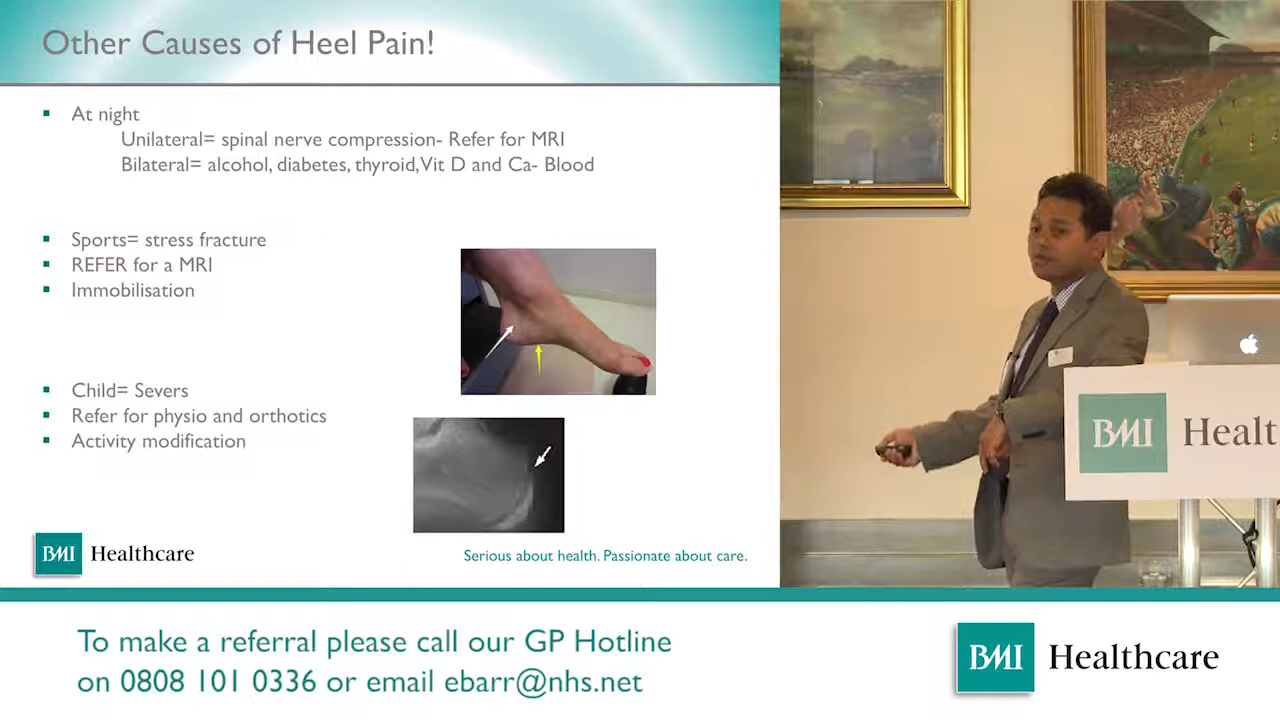 Other Causes of Heel Pain!
▪ At night
Unilateral= spinal nerve compression- Refer for MRI
Bilateral= alcohol, diabetes, thyroid,Vit D and Ca- Blood
▪ Sports= stress fracture
▪ REFER for a MRI
▪ Immobilisation
▪ Child= Severs
▪ Refer for physio and orthotics
▪ Activity modification
BMI Healthcare
Serious about health. Passionate about care.
BMI Healt
To make a referral please call our GP Hotline
on 0808 101 0336 or email ebarr@nhs.net
BMI Healthcare